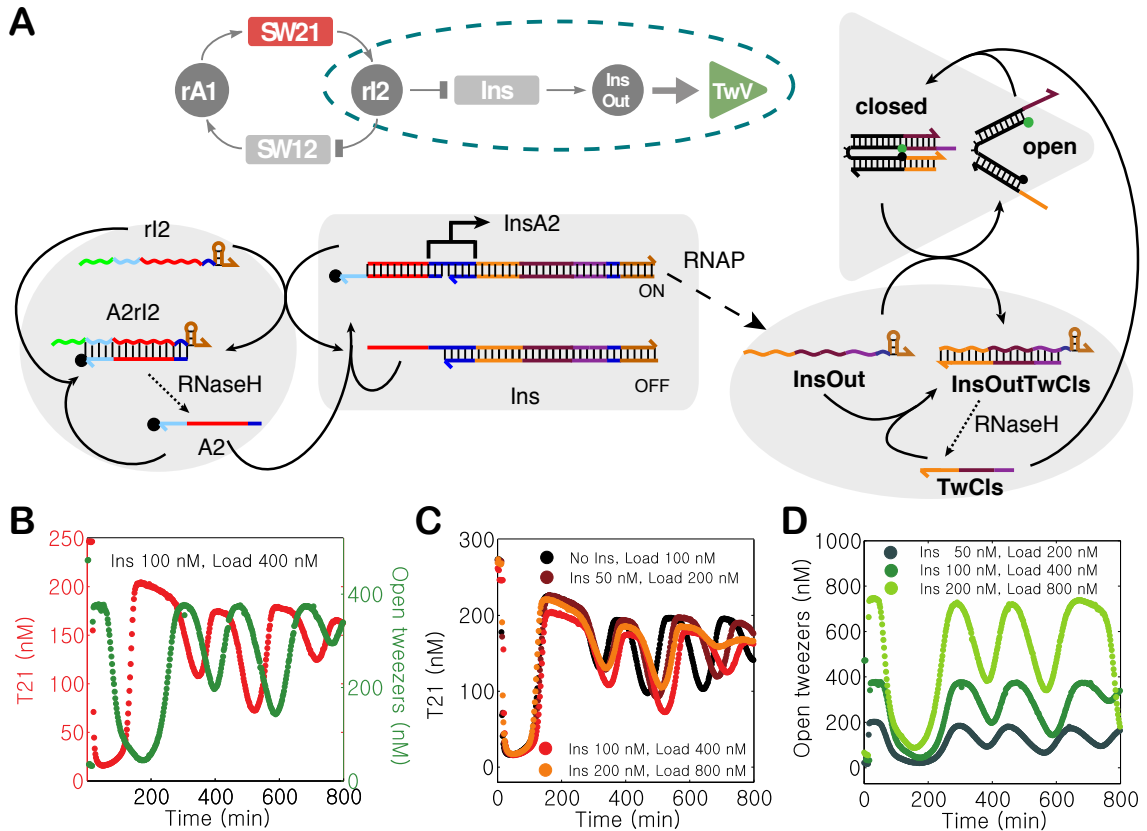 A
SW21
rA1
rI2
Ins
Ins
Out
TwV
SW12
closed
open
rI2
InsA2
RNAP
ON
A2rI2
RNaseH
OFF
Ins
A2
InsOut
InsOutTwCls
RNaseH
TwCls
B
Ins 100 nM, Load 400 nM
T21 (nM)
250
200
150
100
50
0
Open tweezers (nM)
400
200
0
200 400 600 800
Time (min)
C
No Ins, Load 100 nM
Ins 50 nM, Load 200 nM
Ins 100 nM, Load 400 nM
Ins 200 nM, Load 800 nM
T21 (nM)
300
200
100
0
0 200 400 600 800
Time (min)
D
Ins 50 nM, Load 200 nM
Ins 100 nM, Load 400 nM
Ins 200 nM, Load 800 nM
Open tweezers (nM)
1000
800
600
400
200
0
0 200 400 600 800
Time (min)